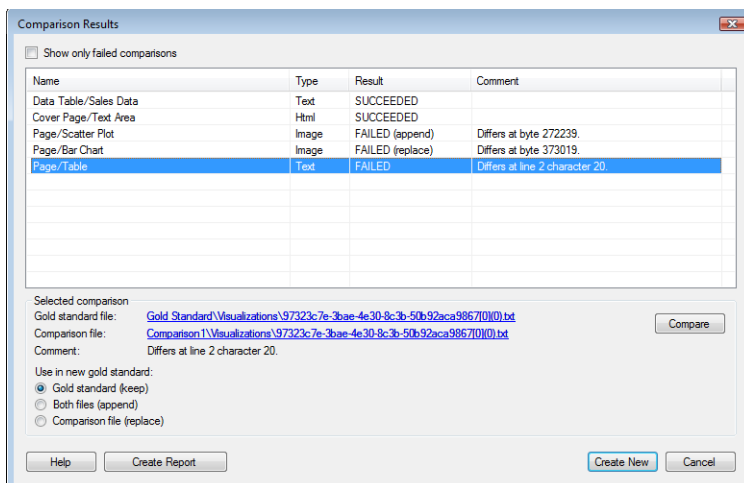 Comparison Results
Show only failed comparisons
Name Type Result Comment
Data Table/Sales Data Text SUCCEEDED
Cover Page/Text Area Html SUCCEEDED
Page/Scatter Plot Image FAILED (append) Differs at byte 272239.
Page/Bar Chart Image FAILED (replace) Differs at byte 373019.
Page/Table Text FAILED Differs at line 2 character 20.
Selected comparison
Gold standard file: Gold Standard\Visualizations\97323c7e-3bae-4e30-8c3b-50b92aca9867[0](0).txt
Comparison file: Comparison1\Visualizations\97323c7e-3bae-4e30-8c3b-50b92aca9867[0](0).txt
Compare
Comment: Differs at line 2 character 20.
Use in new gold standard:
Gold standard (keep)
Both files (append)
Comparison file (replace)
Help Create Report Create New Cancel